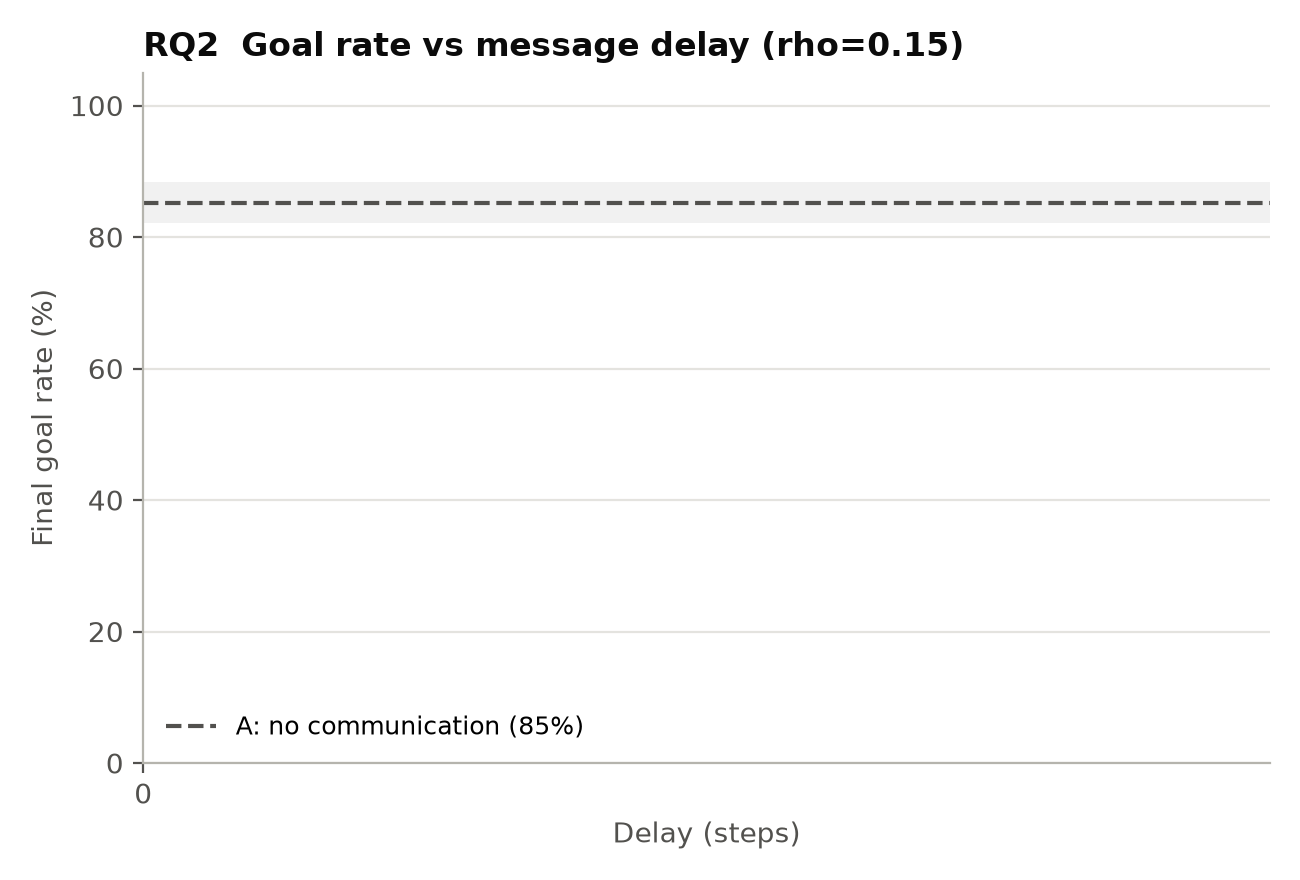 RQ2  Goal rate vs message delay (rho=0.15)
100
80
60
40
20
0
Final goal rate (%)
A: no communication (85%)
0
Delay (steps)